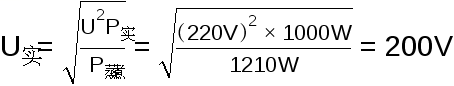 U实 = √(U²P实 / P蒸) = √((220V)² × 1000W / 1210W) = 200V